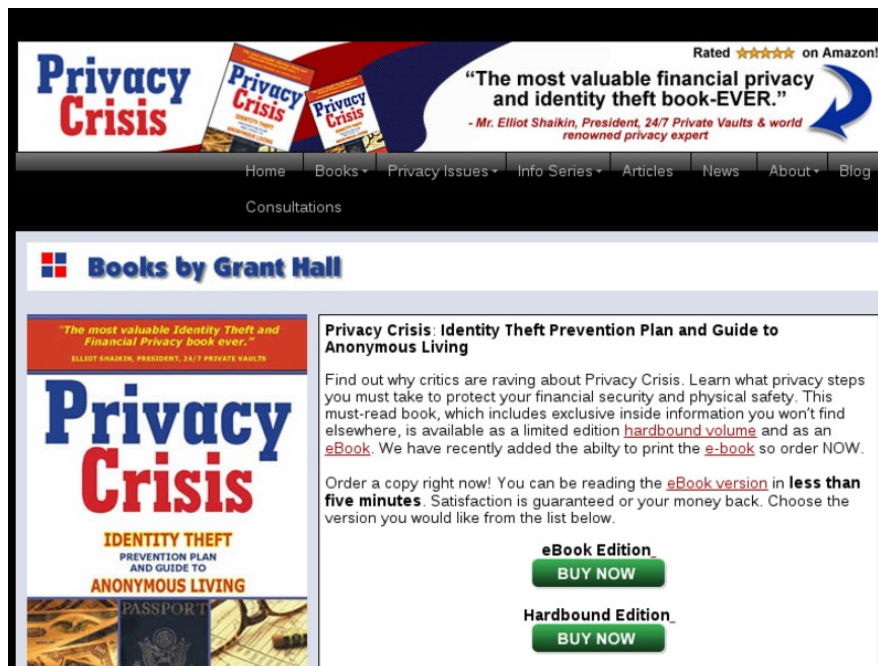 Privacy
Crisis
Privacy
Crisis
Privacy
Crisis
Rated on Amazon!
“The most valuable financial privacy
and identity theft book-EVER.”
- Mr. Elliot Shaikin, President, 24/7 Private Vaults & world
renowned privacy expert
Home Books Privacy Issues Info Series Articles News About Blog
Consultations
Books by Grant Hall
"The most valuable Identity Theft and
Financial Privacy book ever."
ELLIOT SHAIKIN, PRESIDENT, 24/7 PRIVATE VAULTS
Privacy
Crisis
IDENTITY THEFT
PREVENTION PLAN
AND GUIDE TO
ANONYMOUS LIVING
PASSPORT
Privacy Crisis: Identity Theft Prevention Plan and Guide to
Anonymous Living
Find out why critics are raving about Privacy Crisis. Learn what privacy steps
you must take to protect your financial security and physical safety. This
must-read book, which includes exclusive inside information you won’t find
elsewhere, is available as a limited edition hardbound volume and as an
eBook. We have recently added the abilty to print the e-book so order NOW.
Order a copy right now! You can be reading the eBook version in less than
five minutes. Satisfaction is guaranteed or your money back. Choose the
version you would like from the list below.
eBook Edition
BUY NOW
Hardbound Edition
BUY NOW